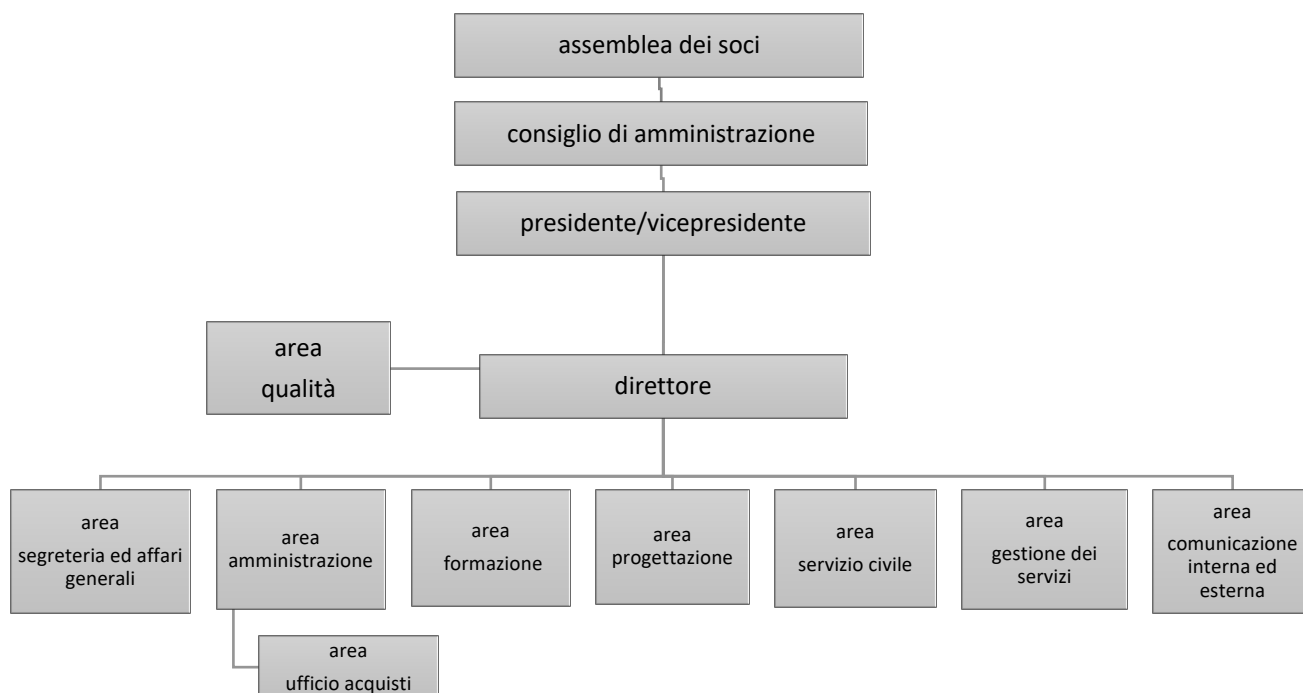 assemblea dei soci
consiglio di amministrazione
presidente/vicepresidente
area
qualità
direttore
area
segreteria ed affari
generali
area
amministrazione
area
formazione
area
progettazione
area
servizio civile
area
gestione dei
servizi
area
comunicazione
interna ed
esterna
area
ufficio acquisti